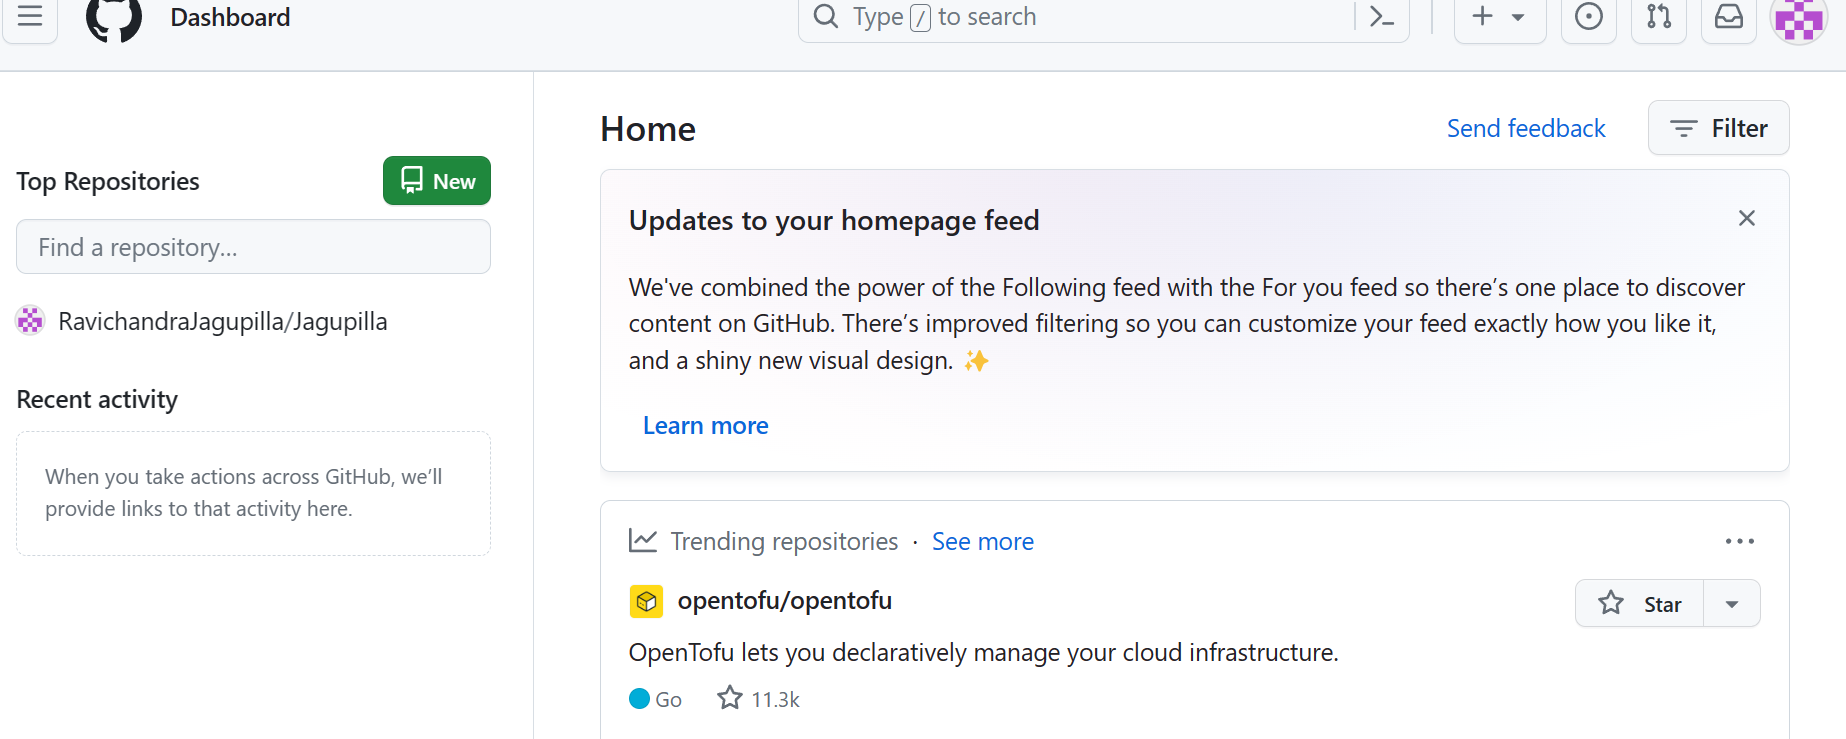 Dashboard
Type / to search
Top Repositories
New
Find a repository...
RavichandraJagupilla/Jagupilla
Recent activity
When you take actions across GitHub, we’ll
provide links to that activity here.
Home
Send feedback
Filter
Updates to your homepage feed
We've combined the power of the Following feed with the For you feed so there’s one place to discover
content on GitHub. There’s improved filtering so you can customize your feed exactly how you like it,
and a shiny new visual design. ✨
Learn more
Trending repositories · See more
opentofu/opentofu
Star
OpenTofu lets you declaratively manage your cloud infrastructure.
Go 11.3k